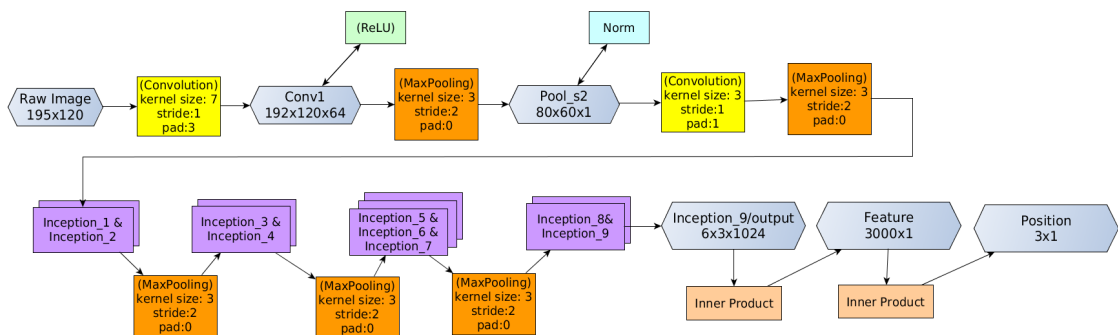 (ReLU)
Norm
Raw Image
195x120
(Convolution)
kernel size: 7
stride:1
pad:3
Conv1
192x120x64
(MaxPooling)
kernel size: 3
stride:2
pad:0
Pool_s2
80x60x1
(Convolution)
kernel size: 3
stride:1
pad:1
(MaxPooling)
kernel size: 3
stride:2
pad:0
Inception_1 &
Inception_2
(MaxPooling)
kernel size: 3
stride:2
pad:0
Inception_3 &
Inception_4
(MaxPooling)
kernel size: 3
stride:2
pad:0
Inception_5 &
Inception_6 &
Inception_7
(MaxPooling)
kernel size: 3
stride:2
pad:0
Inception_8&
Inception_9
Inception_9/output
6x3x1024
Inner Product
Feature
3000x1
Inner Product
Position
3x1